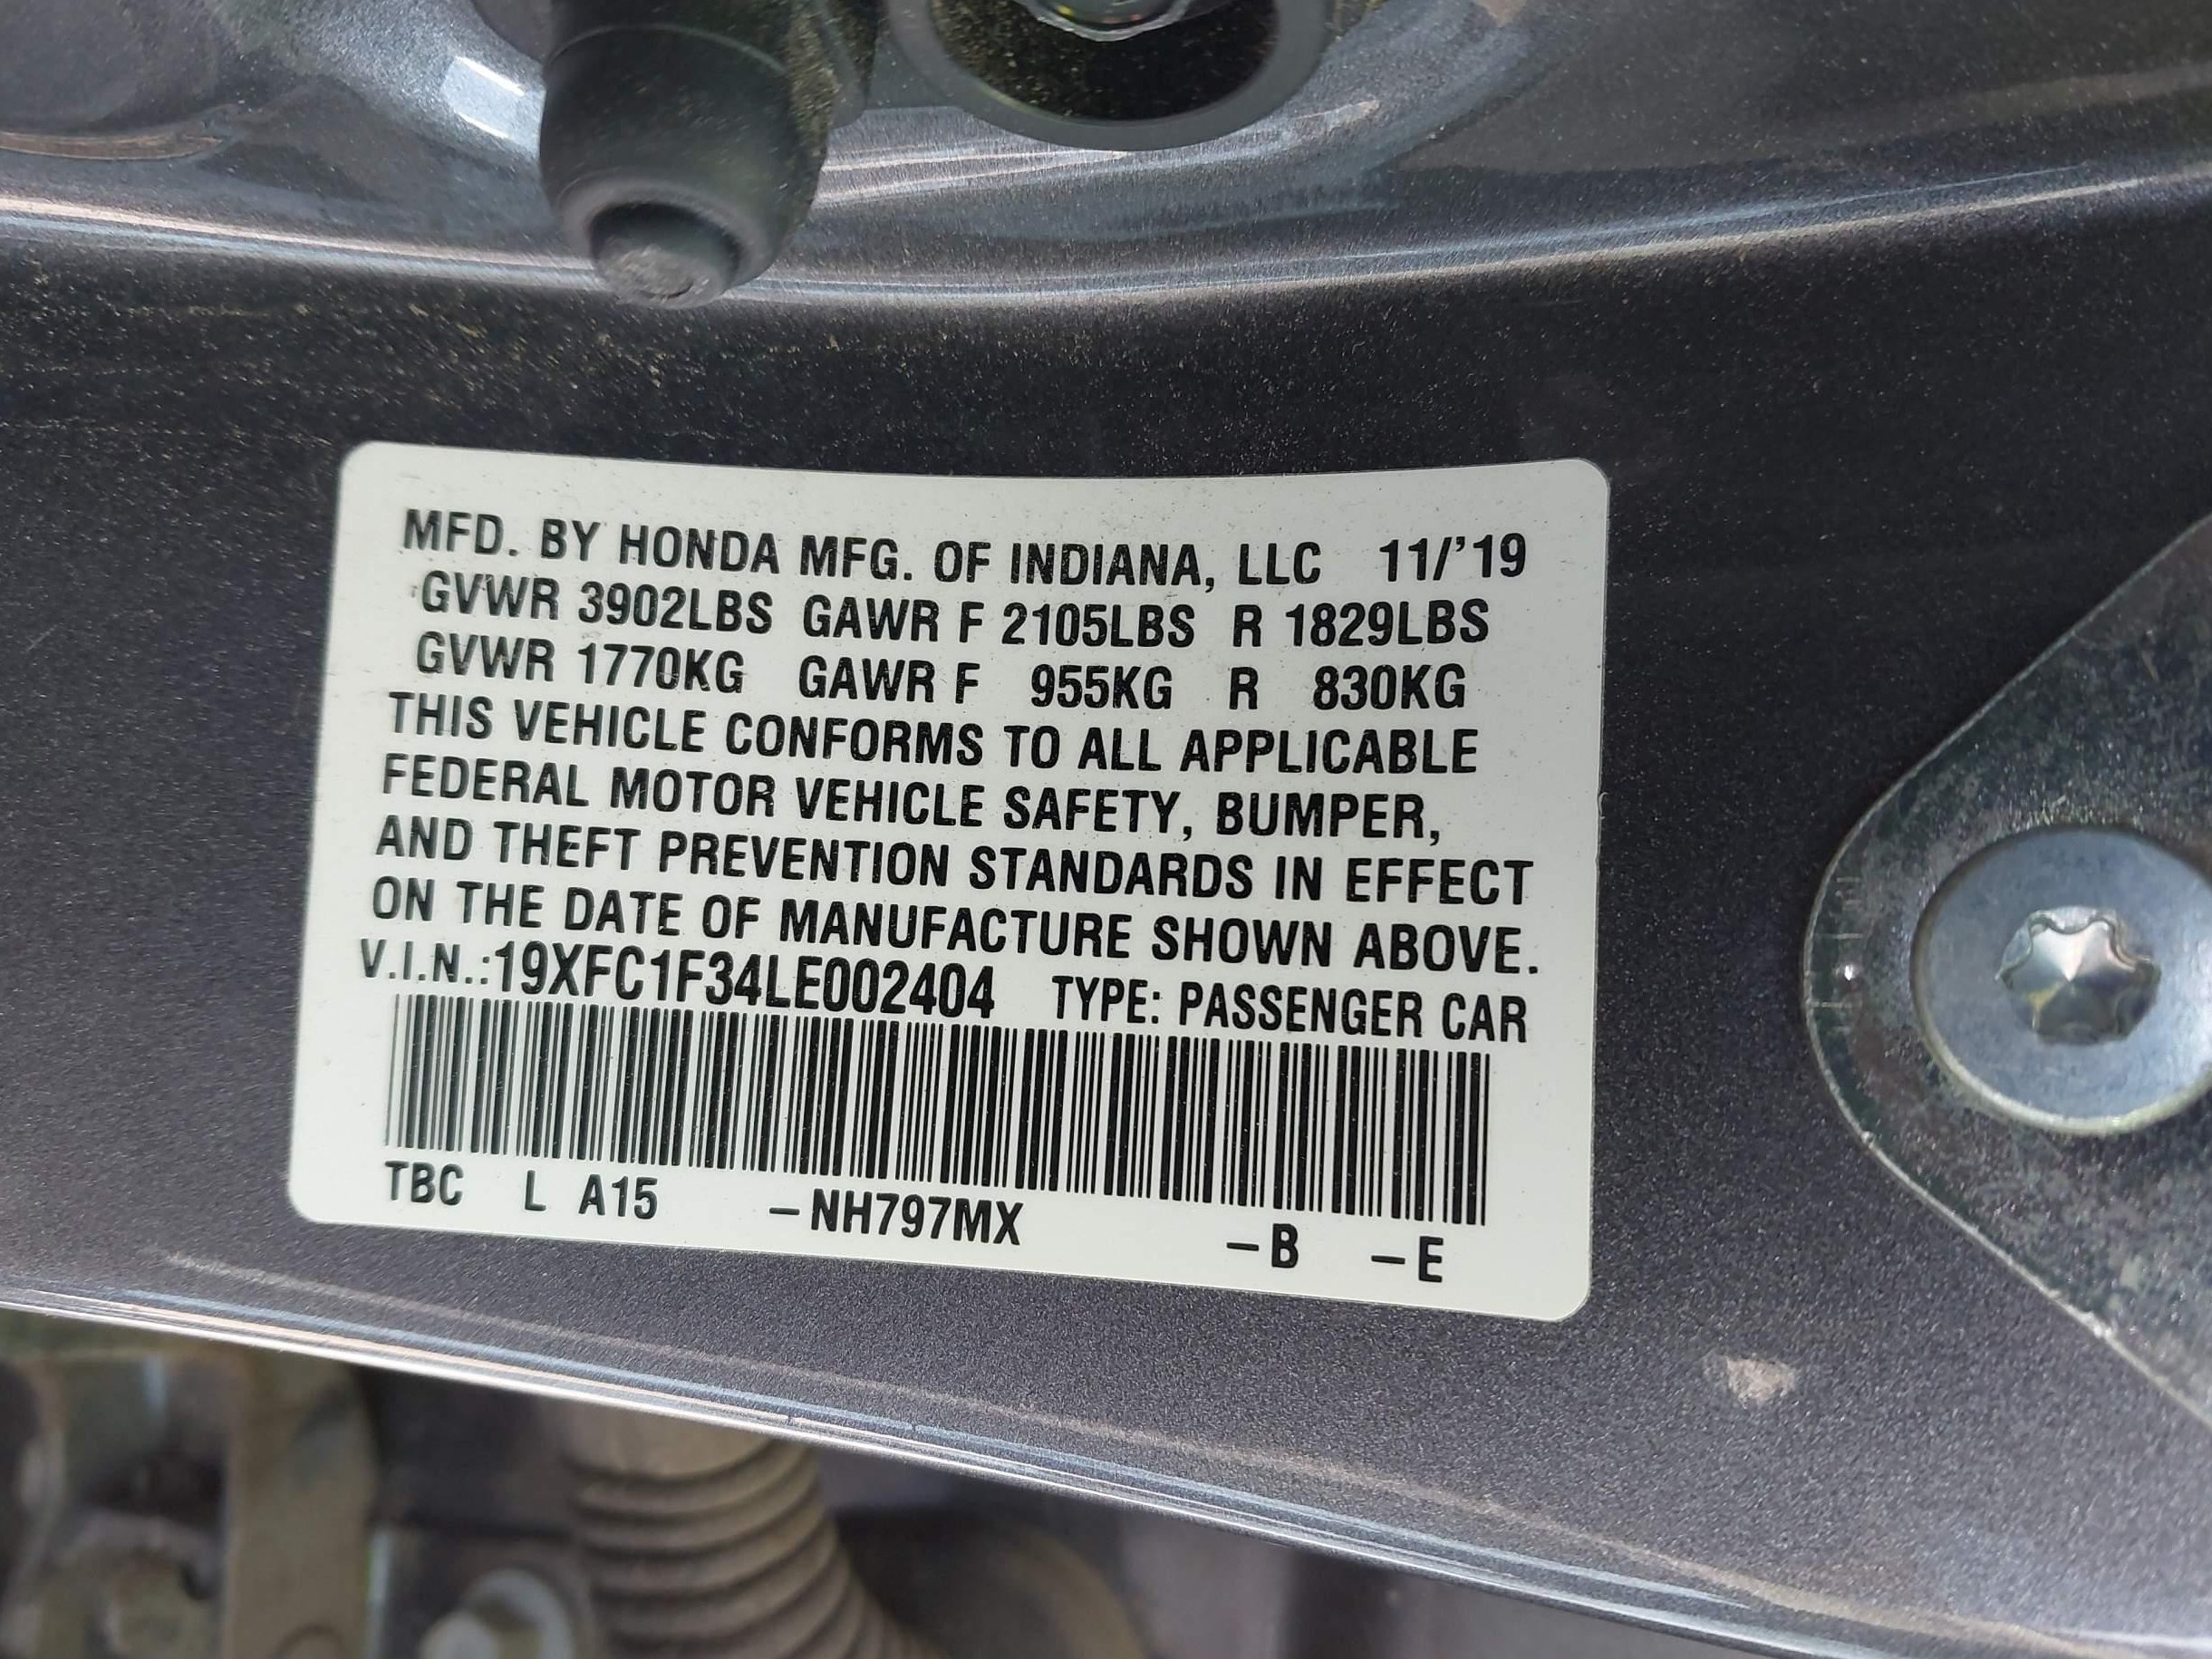 MFD. BY HONDA MFG. OF INDIANA, LLC 11/'19
GVWR 3902LBS GAWR F 2105LBS R 1829LBS
GVWR 1770KG GAWR F 955KG R 830KG
THIS VEHICLE CONFORMS TO ALL APPLICABLE
FEDERAL MOTOR VEHICLE SAFETY, BUMPER,
AND THEFT PREVENTION STANDARDS IN EFFECT
ON THE DATE OF MANUFACTURE SHOWN ABOVE.
V.I.N.:19XFC1F34LE002404 TYPE: PASSENGER CAR
TBC L A15 –NH797MX –B –E